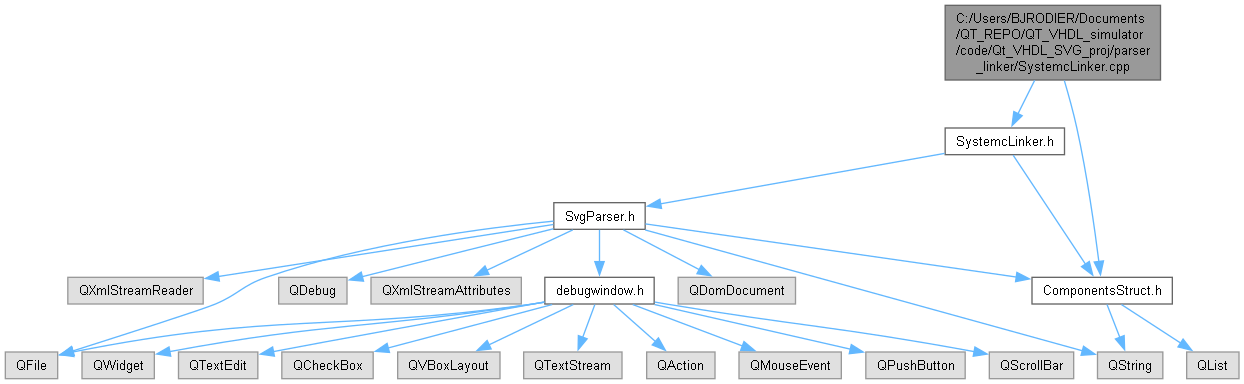 C:/Users/BJRODIER/Documents
/QT_REPO/QT_VHDL_simulator
/code/Qt_VHDL_SVG_proj/parser
_linker/SystemcLinker.cpp
SystemcLinker.h
SvgParser.h
QXmlStreamReader
QDebug
QXmlStreamAttributes
debugwindow.h
QDomDocument
ComponentsStruct.h
QFile
QWidget
QTextEdit
QCheckBox
QVBoxLayout
QTextStream
QAction
QMouseEvent
QPushButton
QScrollBar
QString
QList